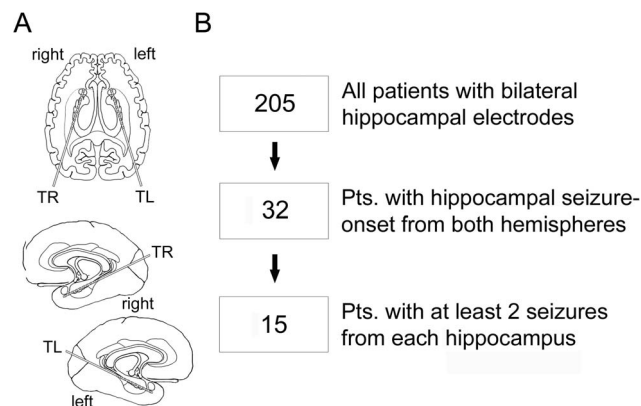 A
right left
TR TL
TR
right
TL
left
B
205
All patients with bilateral
hippocampal electrodes
32
Pts. with hippocampal seizure-
onset from both hemispheres
15
Pts. with at least 2 seizures
from each hippocampus